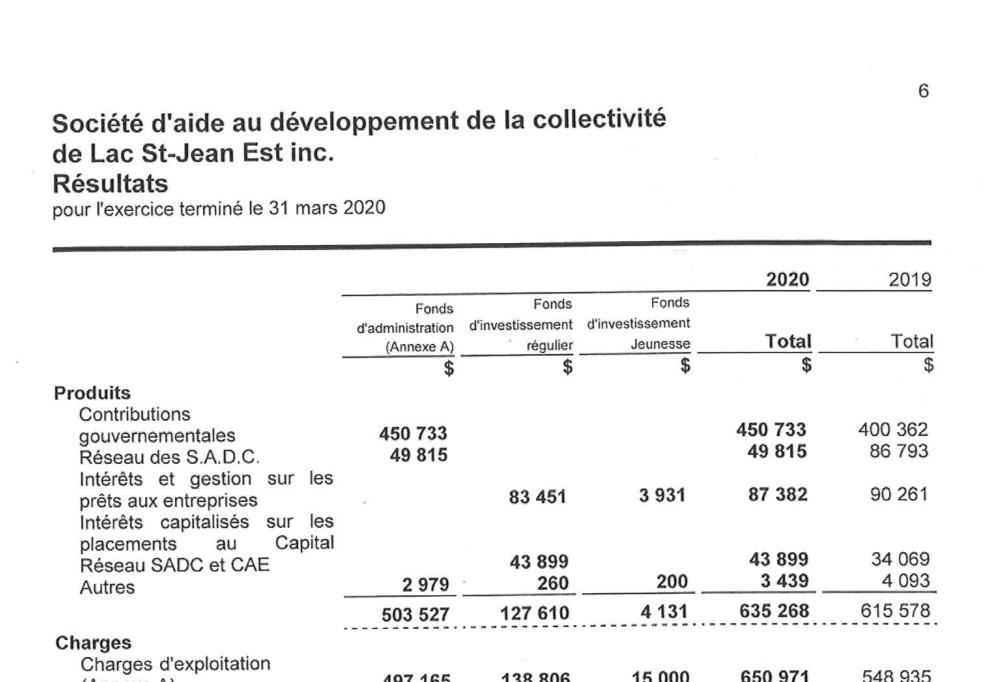 6
Société d'aide au développement de la collectivité
de Lac St-Jean Est inc.
Résultats
pour l'exercice terminé le 31 mars 2020
2020 2019
Fonds Fonds Fonds
d'administration d'investissement d'investissement
(Annexe A) régulier Jeunesse Total Total
$ $ $ $ $
Produits
Contributions
gouvernementales 450 733 450 733 400 362
Réseau des S.A.D.C. 49 815 49 815 86 793
Intérêts et gestion sur les
prêts aux entreprises 83 451 3 931 87 382 90 261
Intérêts capitalisés sur les
placements au Capital
Réseau SADC et CAE 43 899 43 899 34 069
Autres 2 979 260 200 3 439 4 093
503 527 127 610 4 131 635 268 615 578
Charges
Charges d'exploitation
(Annexe A) 497 165 138 806 15 000 650 971 548 935